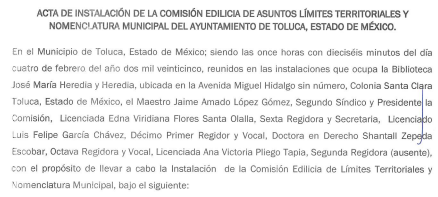 ACTA DE INSTALACIÓN DE LA COMISIÓN EDILICIA DE ASUNTOS LÍMITES TERRITORIALES Y
NOMENCLATURA MUNICIPAL DEL AYUNTAMIENTO DE TOLUCA, ESTADO DE MÉXICO.
En el Municipio de Toluca, Estado de México; siendo las once horas con dieciséis minutos del día
cuatro de febrero del año dos mil veinticinco, reunidos en las instalaciones que ocupa la Biblioteca
José María Heredia y Heredia, ubicada en la Avenida Miguel Hidalgo sin número, Colonia Santa Clara
Toluca, Estado de México, el Maestro Jaime Amado López Gómez, Segundo Síndico y Presidente la
Comisión, Licenciada Edna Viridiana Flores Santa Olalla, Sexta Regidora y Secretaria, Licenciado
Luis Felipe García Chávez, Décimo Primer Regidor y Vocal, Doctora en Derecho Shantall Zepeda
Escobar, Octava Regidora y Vocal, Licenciada Ana Victoria Pliego Tapia, Segunda Regidora (ausente),
con el propósito de llevar a cabo la Instalación de la Comisión Edilicia de Límites Territoriales y
Nomenclatura Municipal, bajo el siguiente: